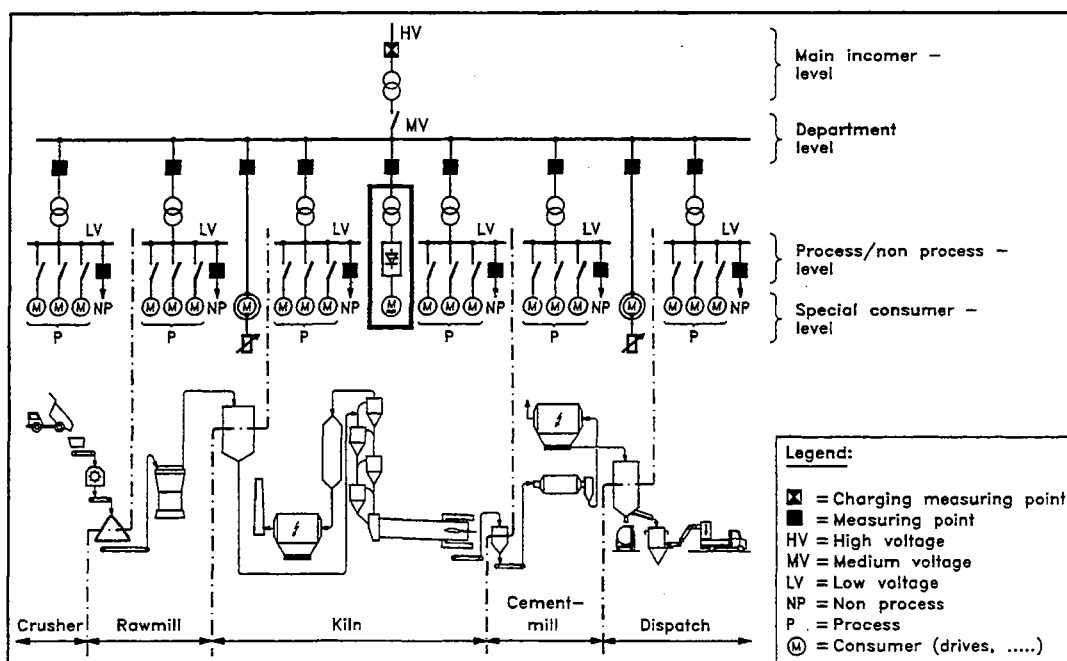 HV
Main incomer –
level
MV
Department
level
LV
LV
LV
LV
LV
LV
Process/non process –
level
M M M NP
M M M NP
M
M M M NP
M
M M M NP
M M M NP
M
M M M NP
Special consumer –
level
P
P
P
P
P
P
Legend:
= Charging measuring point
= Measuring point
HV = High voltage
MV = Medium voltage
LV = Low voltage
NP = Non process
P = Process
M = Consumer (drives, .....)
Crusher
Rawmill
Kiln
Cement-
mill
Dispatch